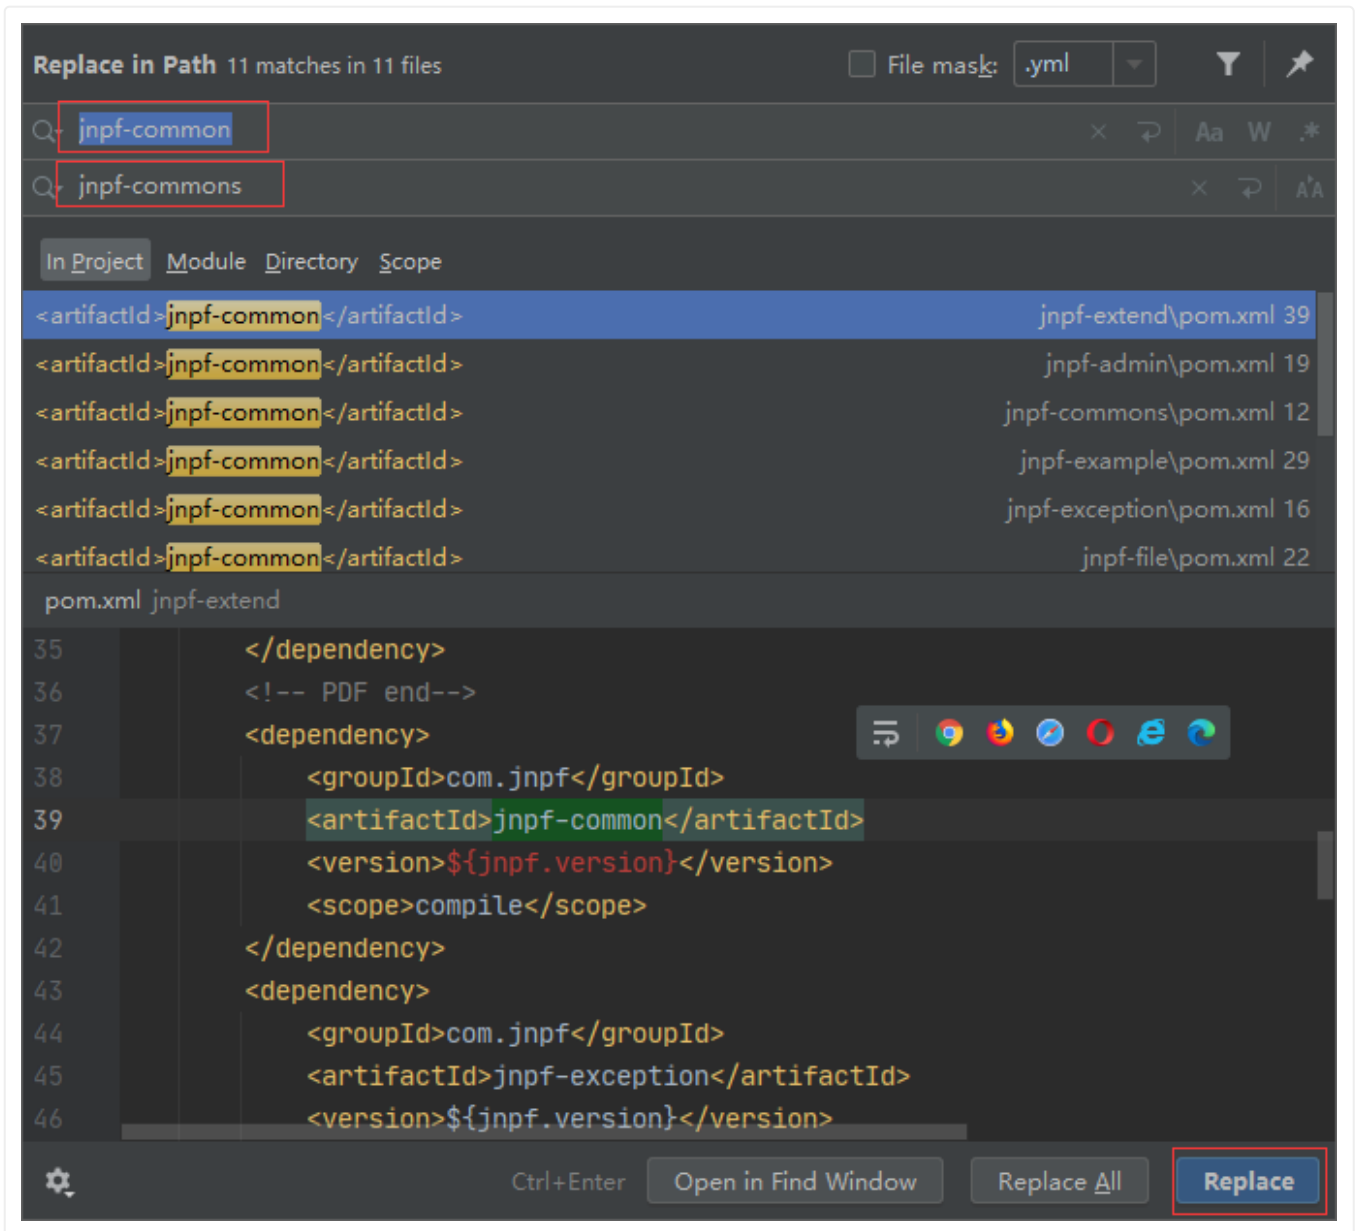 Replace in Path 11 matches in 11 files File mask: .yml
jnpf-common Aa W .*
jnpf-commons AA
In Project Module Directory Scope
<artifactId>jnpf-common</artifactId> jnpf-extend\pom.xml 39
<artifactId>jnpf-common</artifactId> jnpf-admin\pom.xml 19
<artifactId>jnpf-common</artifactId> jnpf-commons\pom.xml 12
<artifactId>jnpf-common</artifactId> jnpf-example\pom.xml 29
<artifactId>jnpf-common</artifactId> jnpf-exception\pom.xml 16
<artifactId>jnpf-common</artifactId> jnpf-file\pom.xml 22
pom.xml jnpf-extend
35 </dependency>
36 <!-- PDF end-->
37 <dependency>
38 <groupId>com.jnpf</groupId>
39 <artifactId>jnpf-common</artifactId>
40 <version>${jnpf.version}</version>
41 <scope>compile</scope>
42 </dependency>
43 <dependency>
44 <groupId>com.jnpf</groupId>
45 <artifactId>jnpf-exception</artifactId>
46 <version>${jnpf.version}</version>
Ctrl+Enter Open in Find Window Replace All Replace